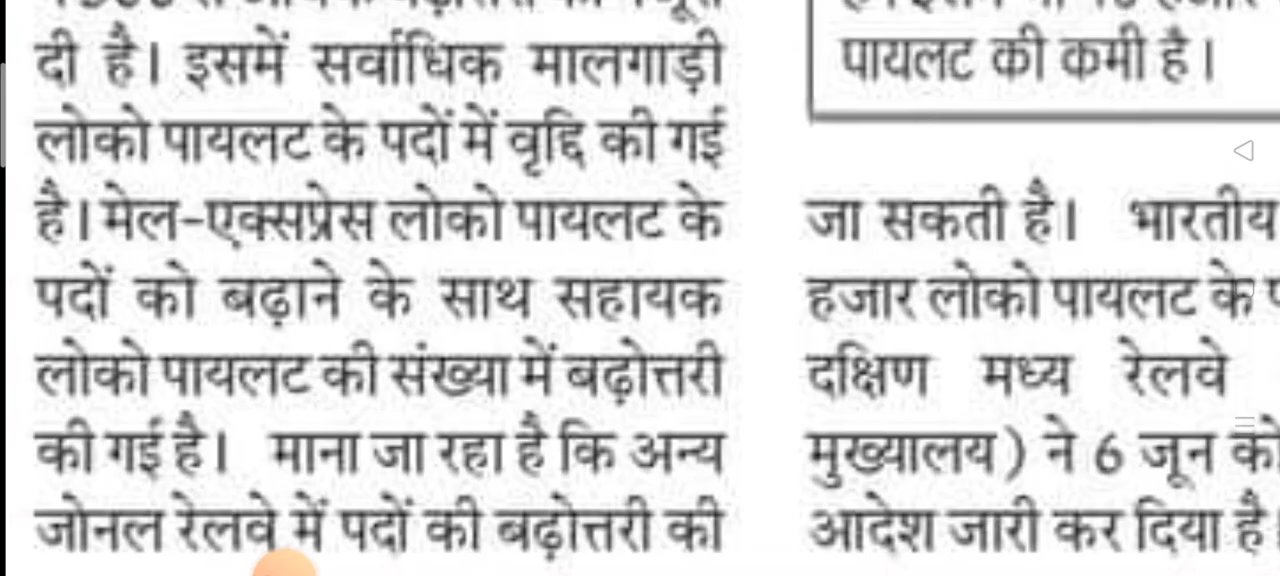 दी है। इसमें सर्वाधिक मालगाड़ी
लोको पायलट के पदों में वृद्दि की गई
है। मेल-एक्सप्रेस लोको पायलट के
पदों को बढ़ाने के साथ सहायक
लोको पायलट की संख्या में बढ़ोत्तरी
की गई है। माना जा रहा है कि अन्य
जोनल रेलवे में पदों की बढ़ोत्तरी की
पायलट की कमी है।
जा सकती है। भारतीय
हजार लोको पायलट के
दक्षिण मध्य रेलवे
मुख्यालय) ने 6 जून को
आदेश जारी कर दिया है।